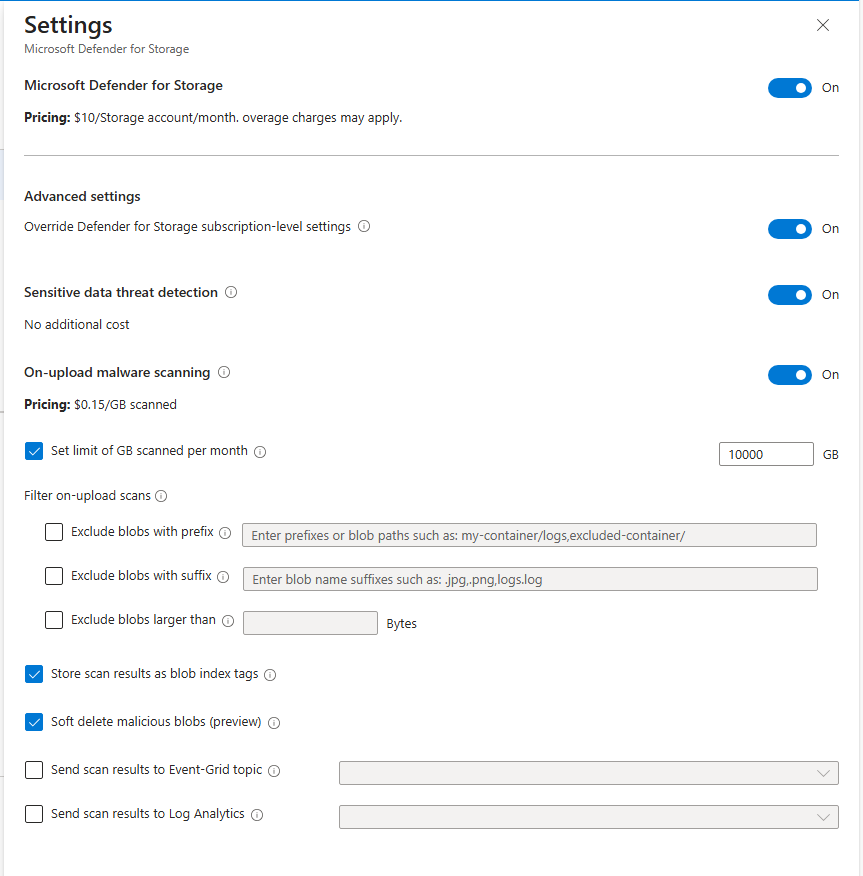 Settings
Microsoft Defender for Storage
Microsoft Defender for Storage
On
Pricing: $10/Storage account/month. overage charges may apply.
Advanced settings
Override Defender for Storage subscription-level settings
On
Sensitive data threat detection
On
No additional cost
On-upload malware scanning
On
Pricing: $0.15/GB scanned
Set limit of GB scanned per month
10000 GB
Filter on-upload scans
Exclude blobs with prefix
Enter prefixes or blob paths such as: my-container/logs,excluded-container/
Exclude blobs with suffix
Enter blob name suffixes such as: .jpg,.png,logs.log
Exclude blobs larger than
Bytes
Store scan results as blob index tags
Soft delete malicious blobs (preview)
Send scan results to Event-Grid topic
Send scan results to Log Analytics